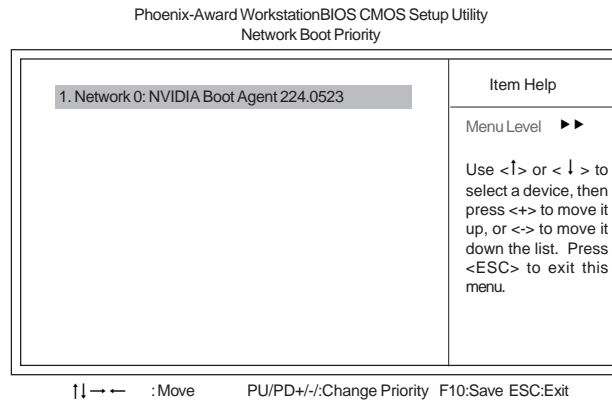 Phoenix-Award WorkstationBIOS CMOS Setup Utility
Network Boot Priority
1. Network 0: NVIDIA Boot Agent 224.0523
Item Help
Menu Level ►►
Use <↑> or < ↓ > to
select a device, then
press <+> to move it
up, or <-> to move it
down the list. Press
<ESC> to exit this
menu.
↑↓→← : Move PU/PD+/-/:Change Priority F10:Save ESC:Exit